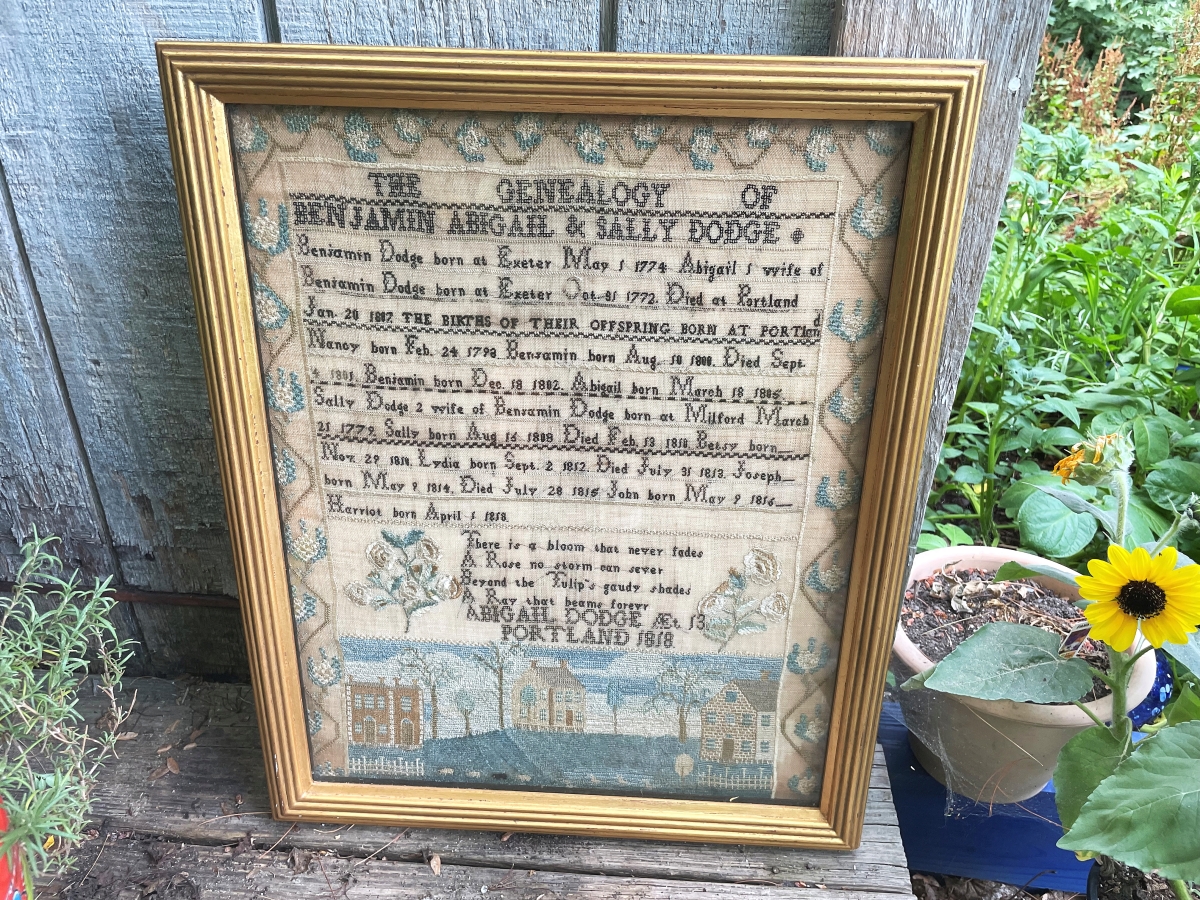 THE GENEALOGY OF
BENJAMIN ABIGAIL & SALLY DODGE
Benjamin Dodge born at Exeter May 1 1774 Abigail 1 wife of
Benjamin Dodge born at Exeter Oct. 31 1772. Died at Portland
Jan. 20 1807 THE BIRTHS OF THEIR OFFSPRING BORN AT PORTland
Nancy born Feb. 24 1798 Benjamin born Aug. 10 1800. Died Sept.
4 1801. Benjamin born Dec. 18 1802. Abigail born March 18 1805
Sally Dodge 2 wife of Benjamin Dodge born at Milford March
21 1779. Sally born Aug 16 1809 Died Feb. 13 1810 Betsy born
Nov. 29 1810. Lydia born Sept. 2 1812. Died July 31 1813. Joseph
born May 9 1814. Died July 28 1815 John born May 9 1816
Harriot born April 1 1818.
There is a bloom that never fades
A Rose no storm can sever
Beyond the Tulip's gaudy shades
A Ray that beams forevr
ABIGAIL DODGE Æt 13
PORTLAND 1818